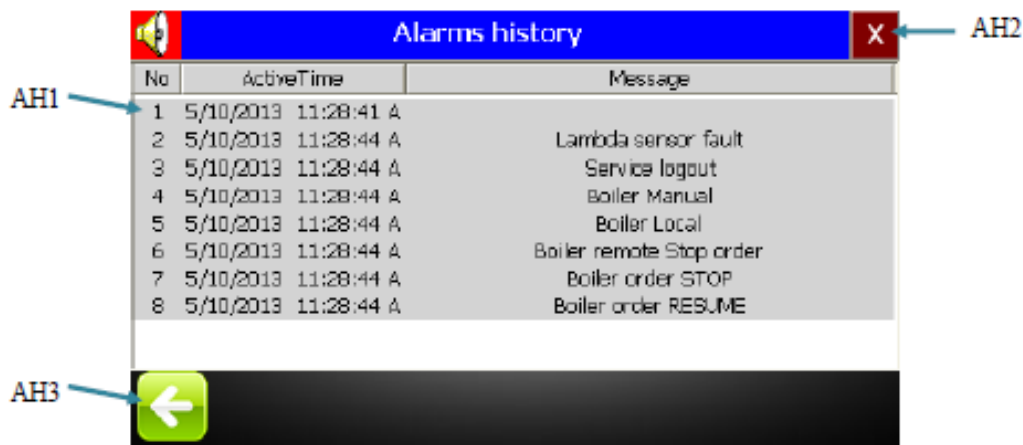 Alarms history X AH2
No ActiveTime Message
AH1
1 5/10/2013 11:28:41 A
2 5/10/2013 11:28:44 A Lambda sensor fault
3 5/10/2013 11:28:44 A Service logout
4 5/10/2013 11:28:44 A Boiler Manual
5 5/10/2013 11:28:44 A Boiler Local
6 5/10/2013 11:28:44 A Boiler remote Stop order
7 5/10/2013 11:28:44 A Boiler order STOP
8 5/10/2013 11:28:44 A Boiler order RESUME
AH3